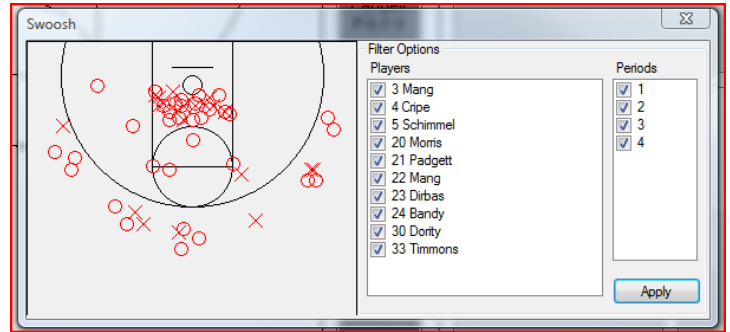 Swoosh
Filter Options
Players
3 Mang
4 Cripe
5 Schimmel
20 Morris
21 Padgett
22 Mang
23 Dirbas
24 Bandy
30 Dority
33 Timmons
Periods
1
2
3
4
Apply